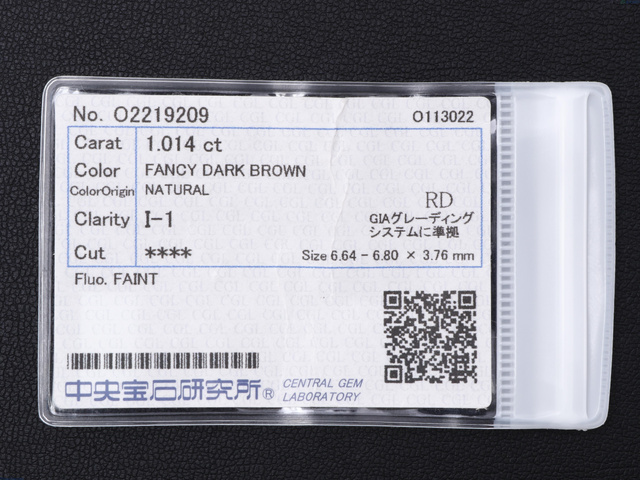 No. O2219209
O113022
Carat 1.014 ct
Color FANCY DARK BROWN
ColorOrigin NATURAL
Clarity I-1
RD
GIAグレーディング
システムに準拠
Cut ****
Size 6.64 - 6.80 × 3.76 mm
Fluo. FAINT
中央宝石研究所®
CENTRAL GEM
LABORATORY